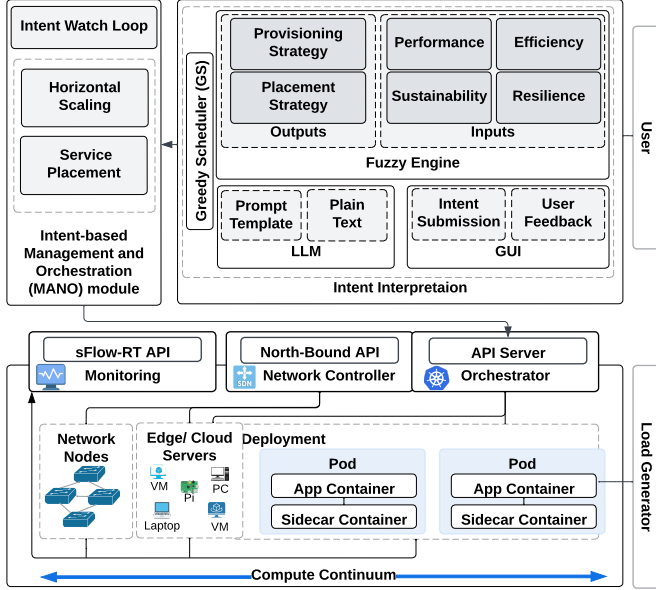 Intent Watch Loop
Horizontal
Scaling
Service
Placement
Intent-based
Management and
Orchestration
(MANO) module
Greedy Scheduler (GS)
Provisioning
Strategy
Placement
Strategy
Outputs
Performance
Efficiency
Sustainability
Resilience
Inputs
Fuzzy Engine
Prompt
Template
Plain
Text
LLM
Intent
Submission
User
Feedback
GUI
Intent Interpretaion
User
sFlow-RT API
Monitoring
North-Bound API
SDN
Network Controller
API Server
Orchestrator
Network
Nodes
Edge/ Cloud
Servers
VM
Pi
PC
Laptop
VM
Deployment
Pod
App Container
Sidecar Container
Pod
App Container
Sidecar Container
Load Generator
Compute Continuum